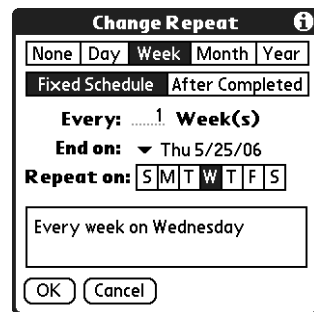 Change Repeat
None Day Week Month Year
Fixed Schedule After Completed
Every: 1 Week(s)
End on: Thu 5/25/06
Repeat on: S M T W T F S
Every week on Wednesday
OK Cancel